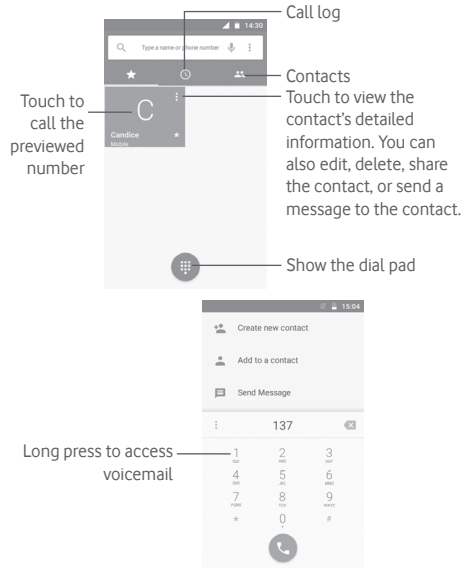 Call log
14:30
Type a name or phone number
Contacts
Touch to
call the
previewed
number
C
Candice
Mobile
Touch to view the
contact's detailed
information. You can
also edit, delete, share
the contact, or send a
message to the contact.
Show the dial pad
15:04
Create new contact
Add to a contact
Send Message
137
Long press to access
voicemail
1 2 3
ABC DEF
4 5 6
GHI JKL MNO
7 8 9
PQRS TUV WXYZ
* 0 #
+